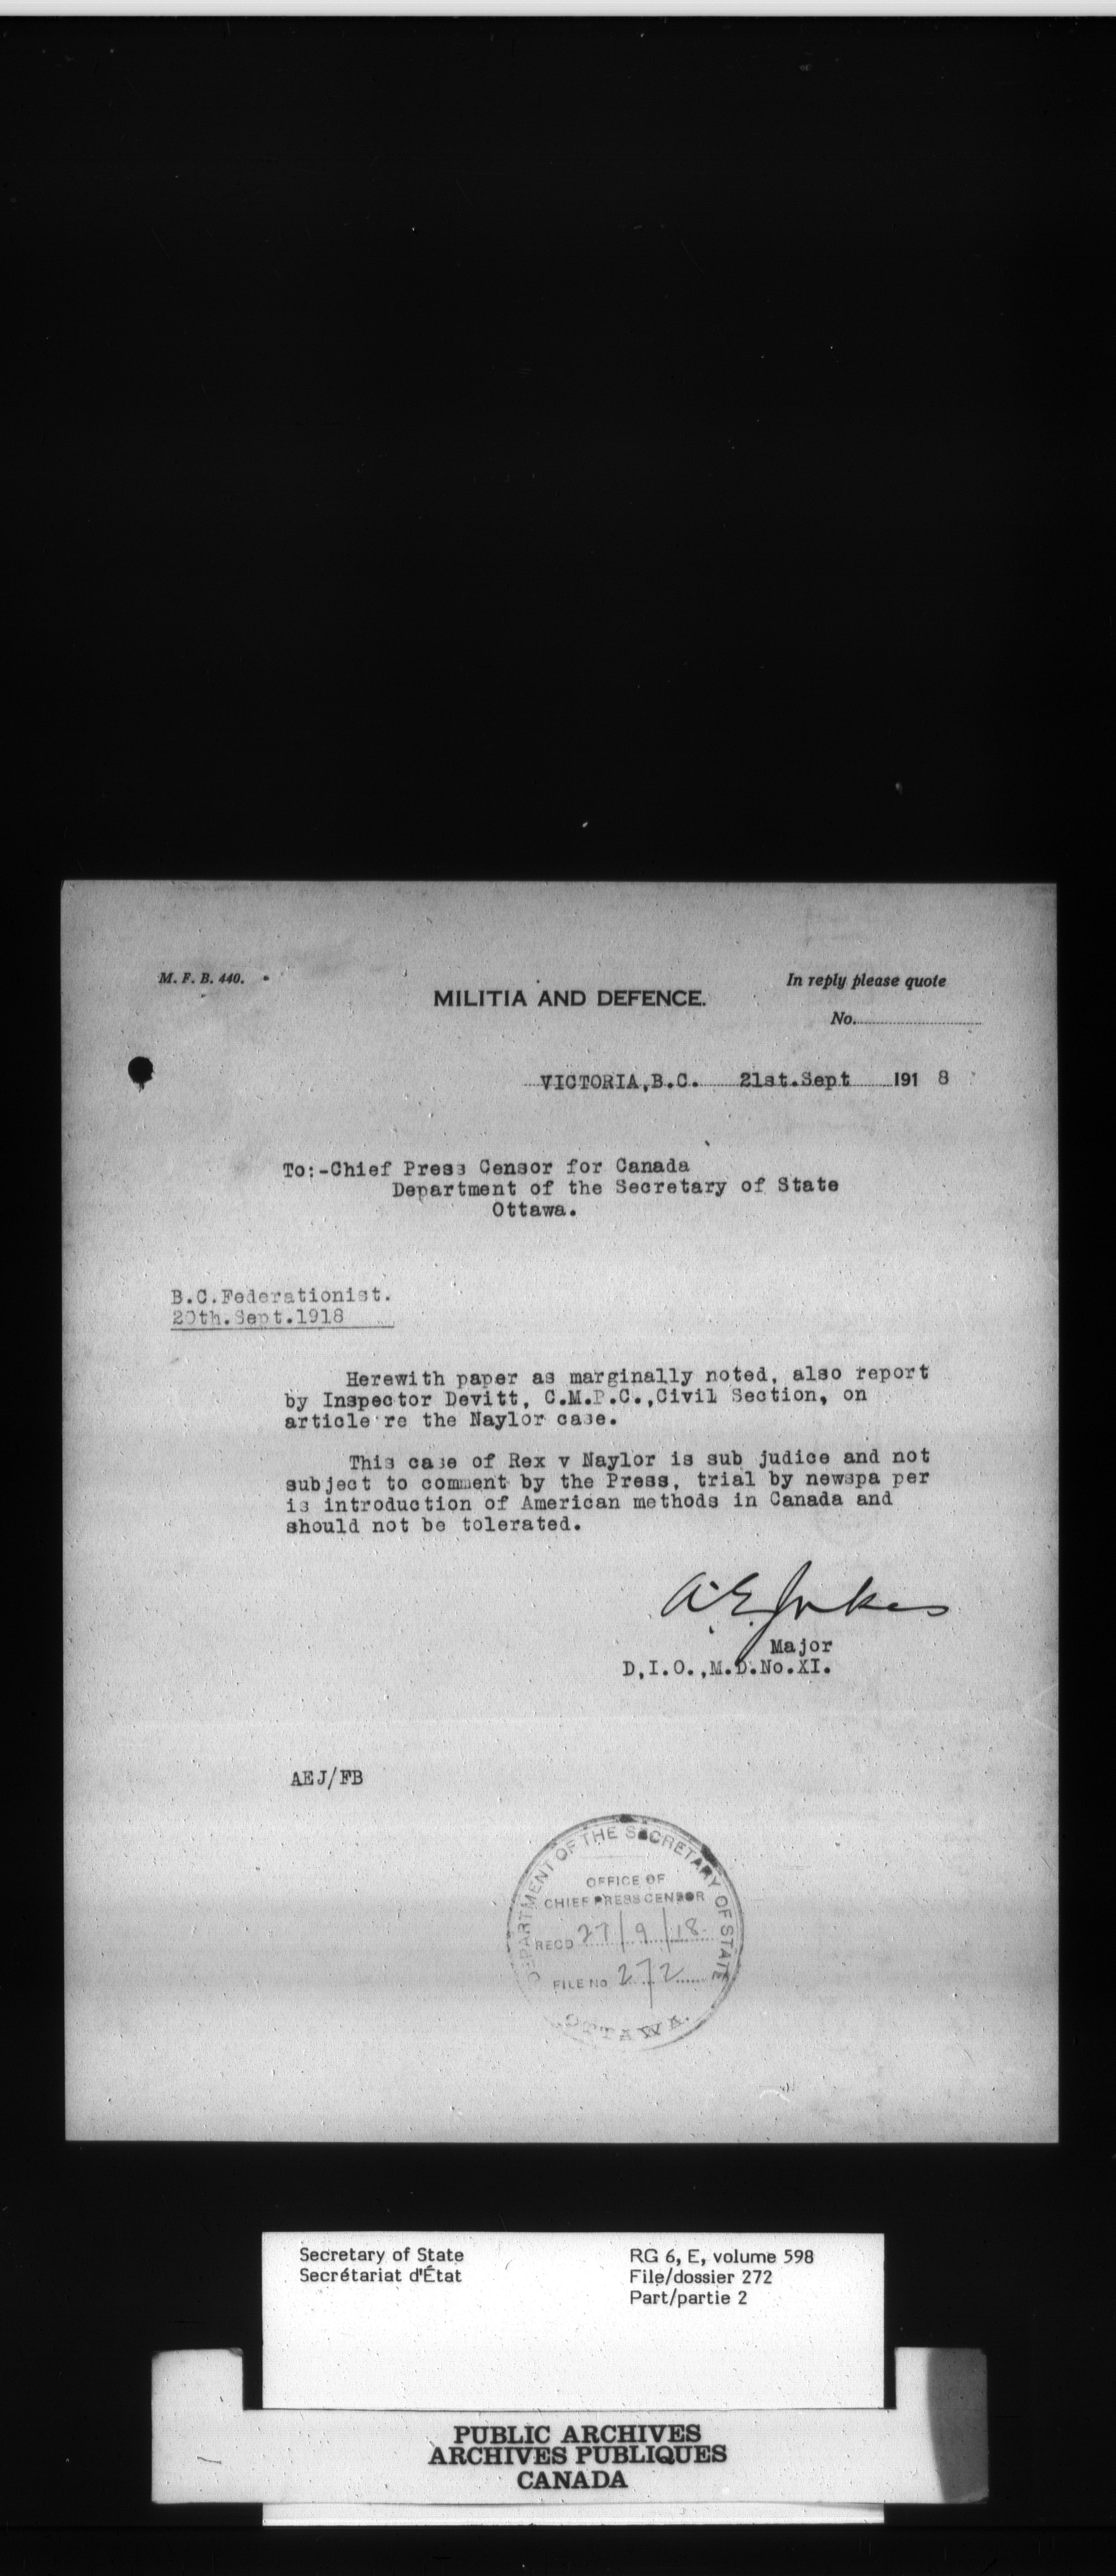 M. F. B. 440.
MILITIA AND DEFENCE.
In reply please quote
No.
VICTORIA,B.C. 21st.Sept 191 8
To:-Chief Press Censor for Canada
Department of the Secretary of State
Ottawa.
B.C.Federationist.
20th.Sept.1918
Herewith paper as marginally noted, also report
by Inspector Devitt, C.M.P.C.,Civil Section, on
article re the Naylor case.
This case of Rex v Naylor is sub judice and not
subject to comment by the Press, trial by newspa per
is introduction of American methods in Canada and
should not be tolerated.
A.E. Jukes
Major
D,I.O.,M.D.No.XI.
AEJ/FB
DEPARTMENT OF THE SECRETARY OF STATE
OFFICE OF
CHIEF PRESS CENSOR
RECD 27/9/18
FILE NO 272
OTTAWA.
Secretary of State
Secrétariat d'État
RG 6, E, volume 598
File/dossier 272
Part/partie 2
PUBLIC ARCHIVES
ARCHIVES PUBLIQUES
CANADA